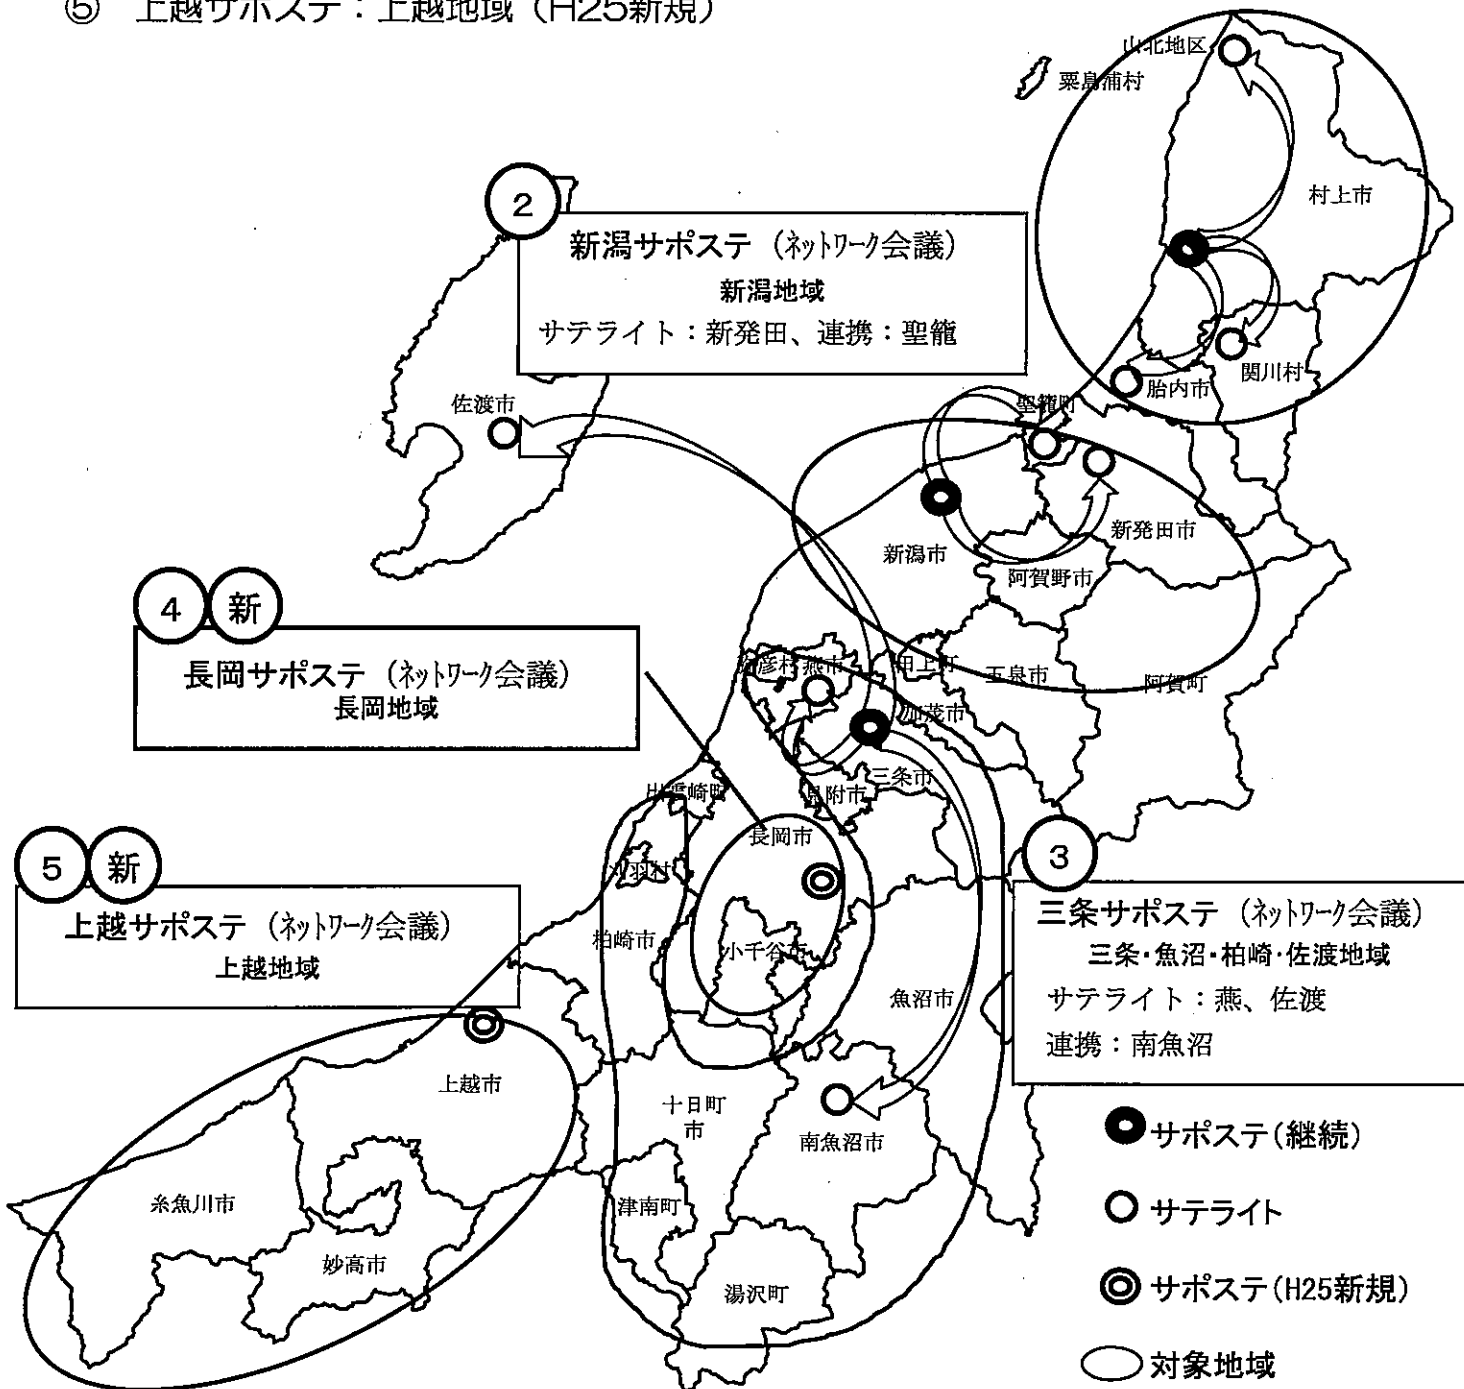 ⑤ 上越サポステ：上越地域（H25新規）
山北地区
粟島浦村
村上市
2
新潟サポステ（ネットワーク会議）
新潟地域
サテライト：新発田、連携：聖籠
関川村
胎内市
佐渡市
聖籠町
新発田市
新潟市
阿賀野市
4 新
長岡サポステ（ネットワーク会議）
長岡地域
燕市
田上町
五泉市
阿賀町
加茂市
三条市
見附市
出雲崎町
長岡市
刈羽村
5 新
上越サポステ（ネットワーク会議）
上越地域
3
三条サポステ（ネットワーク会議）
三条・魚沼・柏崎・佐渡地域
サテライト：燕、佐渡
連携：南魚沼
柏崎市
小千谷市
魚沼市
上越市
十日町
市
南魚沼市
糸魚川市
津南町
妙高市
湯沢町
サポステ(継続)
サテライト
サポステ(H25新規)
対象地域